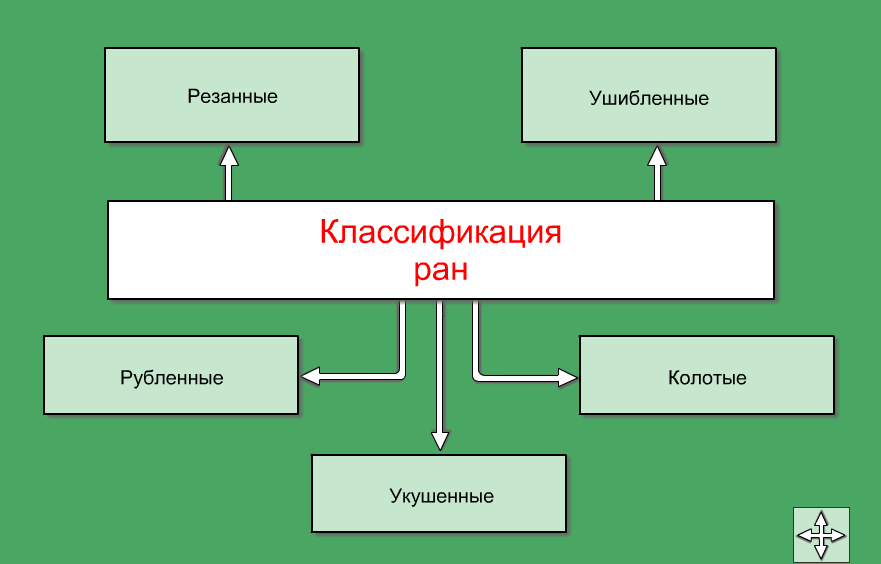 Резанные
Ушибленные
Классификация
ран
Рубленные
Колотые
Укушенные